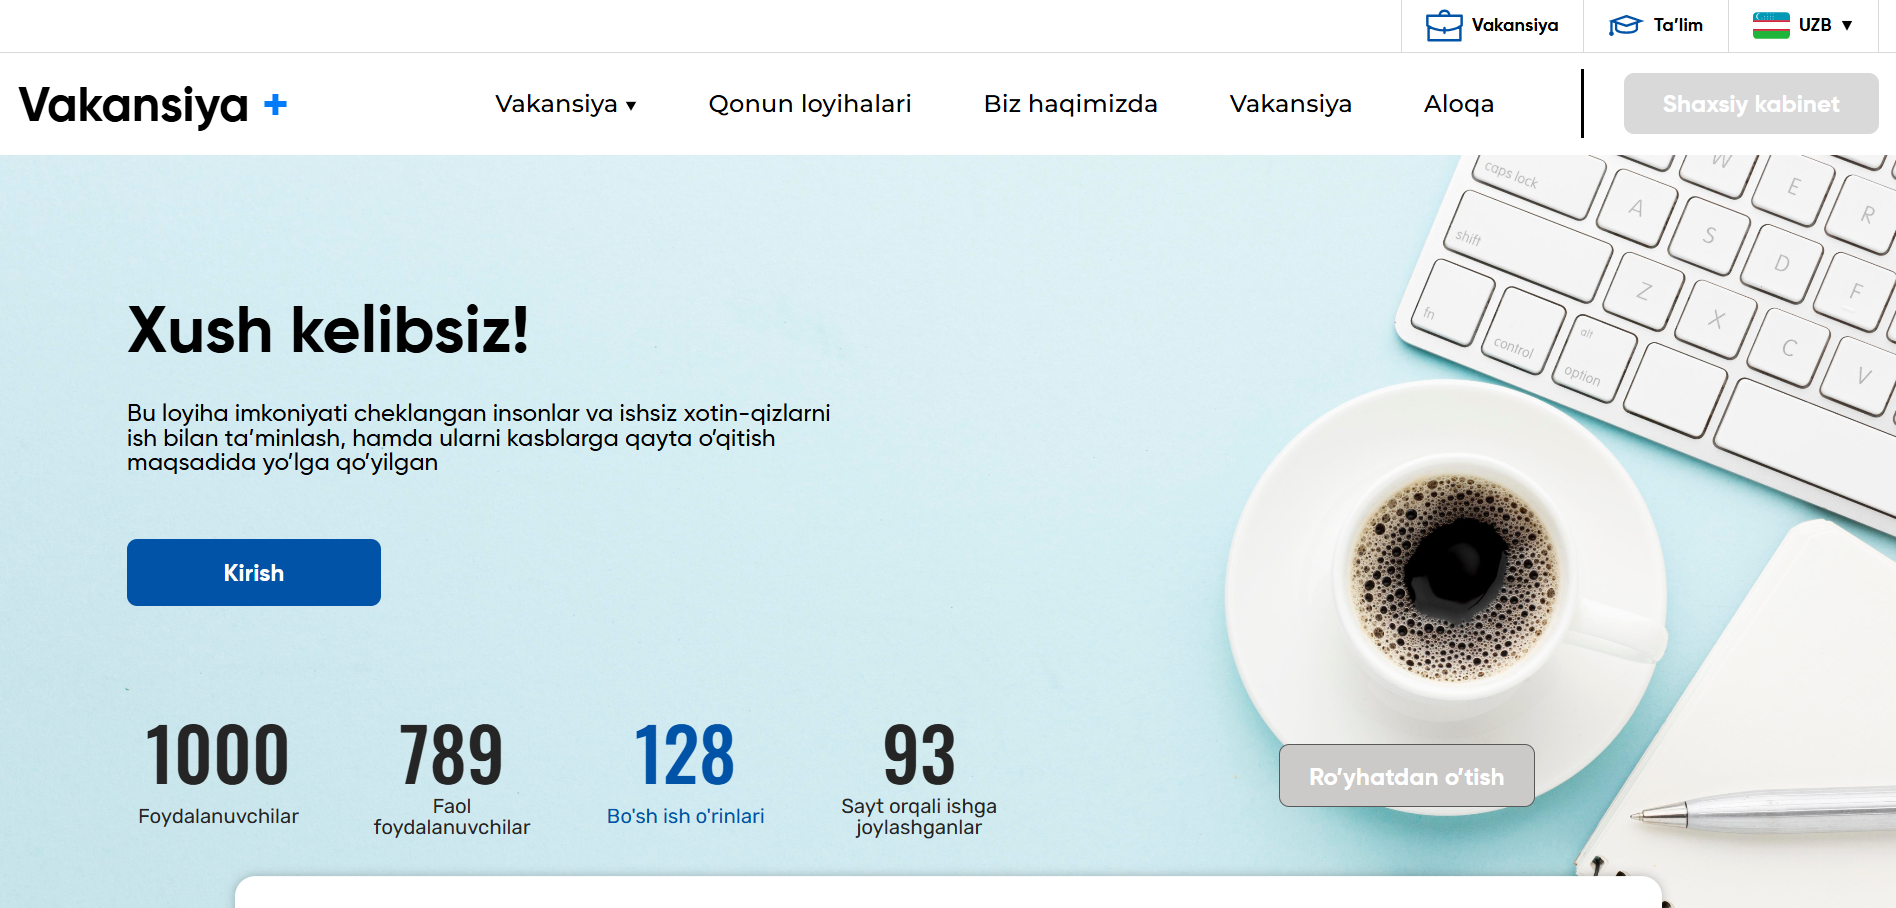 Vakansiya
Ta’lim
UZB ▼
Vakansiya +
Vakansiya ▾
Qonun loyihalari
Biz haqimizda
Vakansiya
Aloqa
Shaxsiy kabinet
Xush kelibsiz!
Bu loyiha imkoniyati cheklangan insonlar va ishsiz xotin-qizlarni
ish bilan ta’minlash, hamda ularni kasblarga qayta o’qitish
maqsadida yo’lga qo’yilgan
Kirish
1000
Foydalanuvchilar
789
Faol
foydalanuvchilar
128
Bo'sh ish o'rinlari
93
Sayt orqali ishga
joylashganlar
Ro’yhatdan o’tish
caps lock
A
S
D
F
W
E
R
shift
Z
X
C
V
fn
control
alt
option